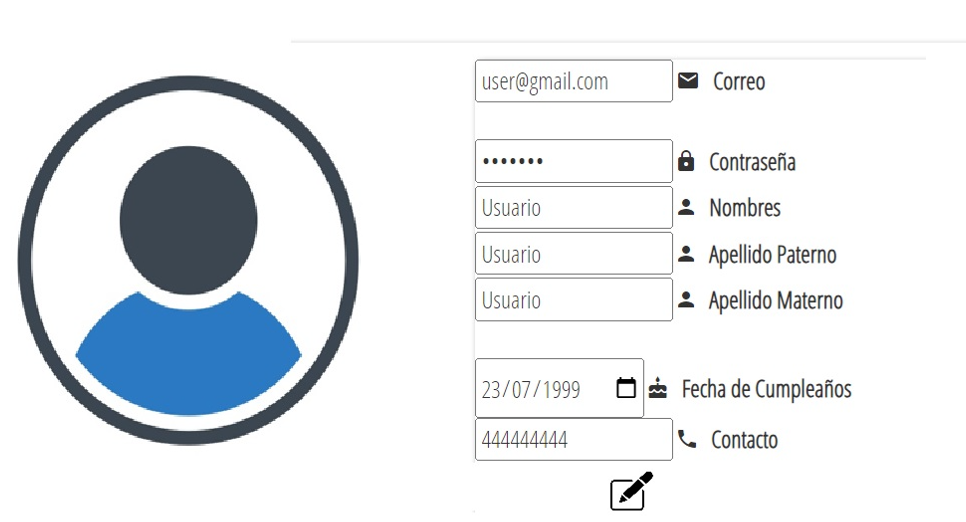 user@gmail.com Correo
••••••• Contraseña
Usuario Nombres
Usuario Apellido Paterno
Usuario Apellido Materno
23/07/1999 Fecha de Cumpleaños
444444444 Contacto